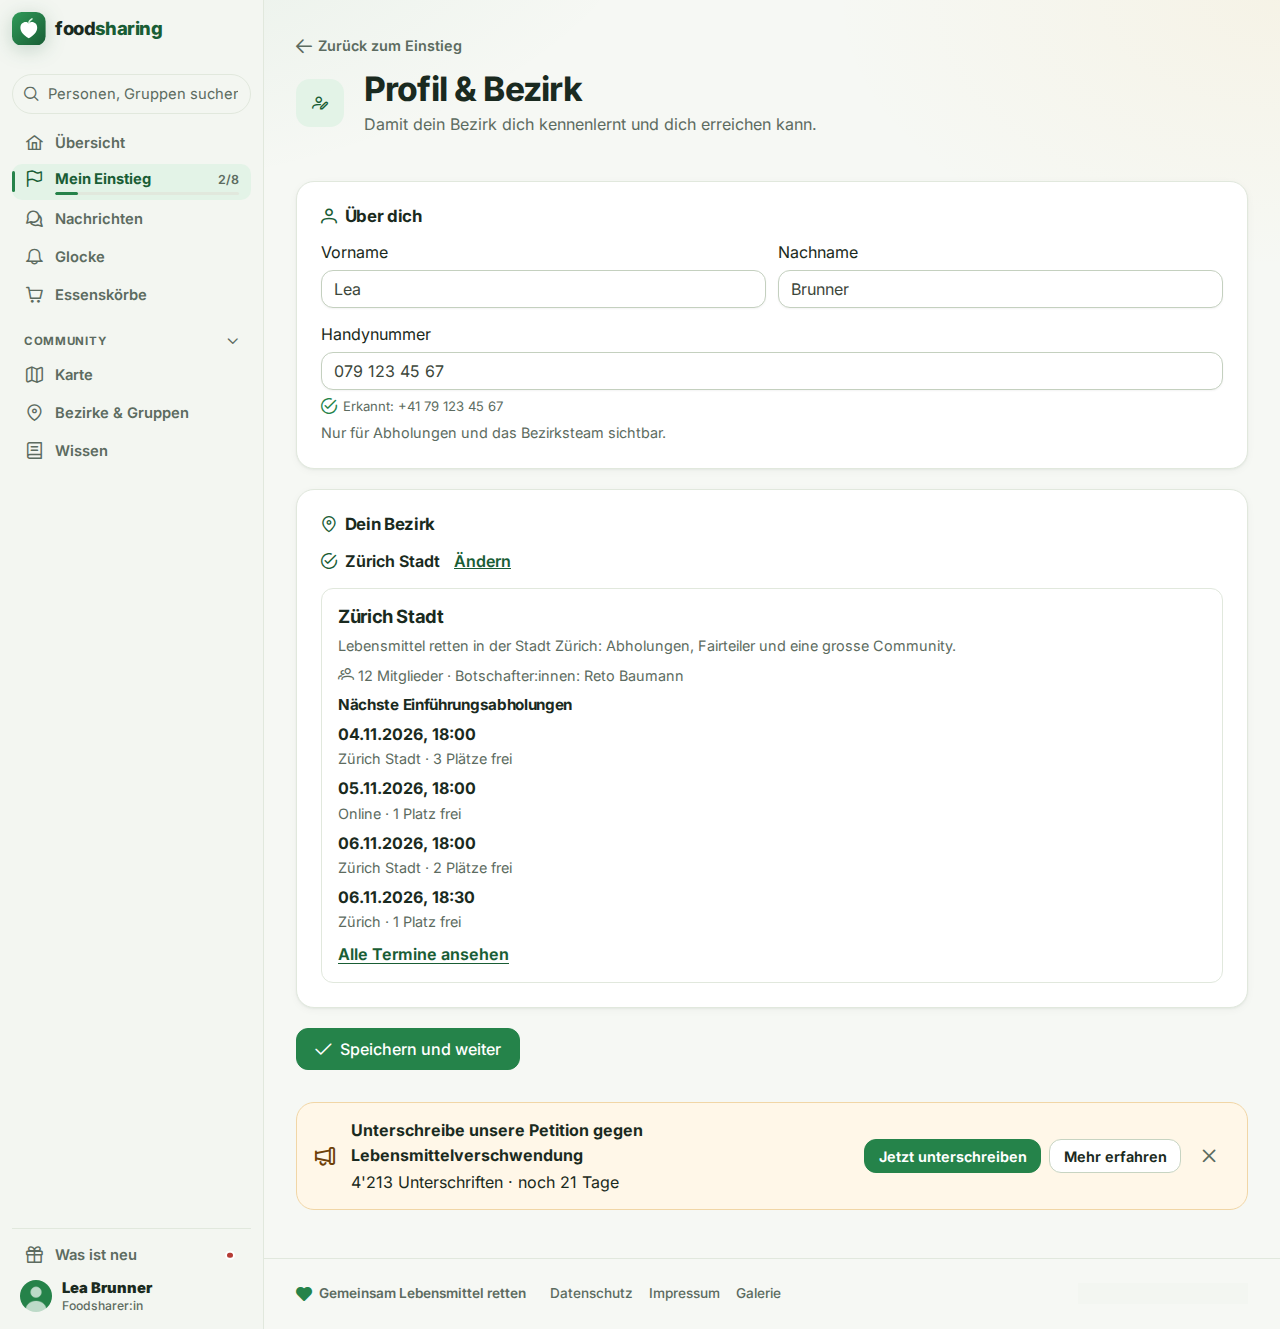 foodsharing
Personen, Gruppen sucher
Übersicht
Mein Einstieg 2/8
Nachrichten
Glocke
Essenskörbe
COMMUNITY
Karte
Bezirke & Gruppen
Wissen
Was ist neu
Lea Brunner
Foodsharer:in
Zurück zum Einstieg
Profil & Bezirk
Damit dein Bezirk dich kennenlernt und dich erreichen kann.
Über dich
Vorname Nachname
Lea Brunner
Handynummer
079 123 45 67
Erkannt: +41 79 123 45 67
Nur für Abholungen und das Bezirksteam sichtbar.
Dein Bezirk
Zürich Stadt Ändern
Zürich Stadt
Lebensmittel retten in der Stadt Zürich: Abholungen, Fairteiler und eine grosse Community.
12 Mitglieder · Botschafter:innen: Reto Baumann
Nächste Einführungsabholungen
04.11.2026, 18:00
Zürich Stadt · 3 Plätze frei
05.11.2026, 18:00
Online · 1 Platz frei
06.11.2026, 18:00
Zürich Stadt · 2 Plätze frei
06.11.2026, 18:30
Zürich · 1 Platz frei
Alle Termine ansehen
Speichern und weiter
Unterschreibe unsere Petition gegen
Lebensmittelverschwendung
4'213 Unterschriften · noch 21 Tage
Jetzt unterschreiben Mehr erfahren
Gemeinsam Lebensmittel retten Datenschutz Impressum Galerie